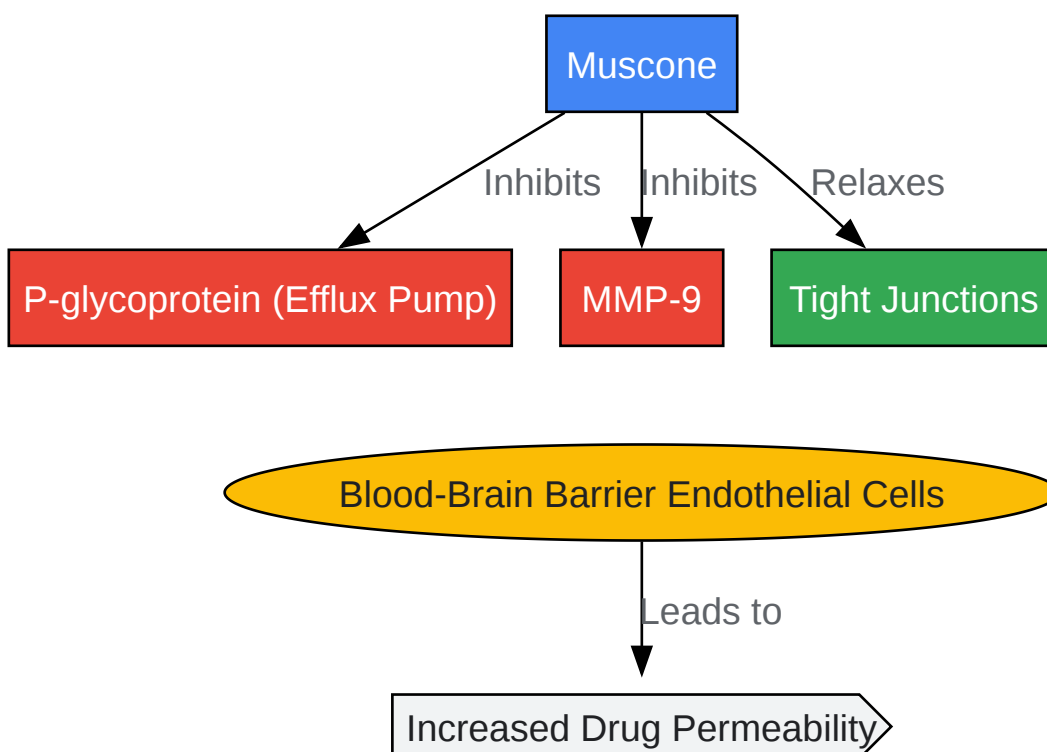 Muscone
Inhibits
Inhibits
Relaxes
P-glycoprotein (Efflux Pump)
MMP-9
Tight Junctions
Blood-Brain Barrier Endothelial Cells
Leads to
Increased Drug Permeability